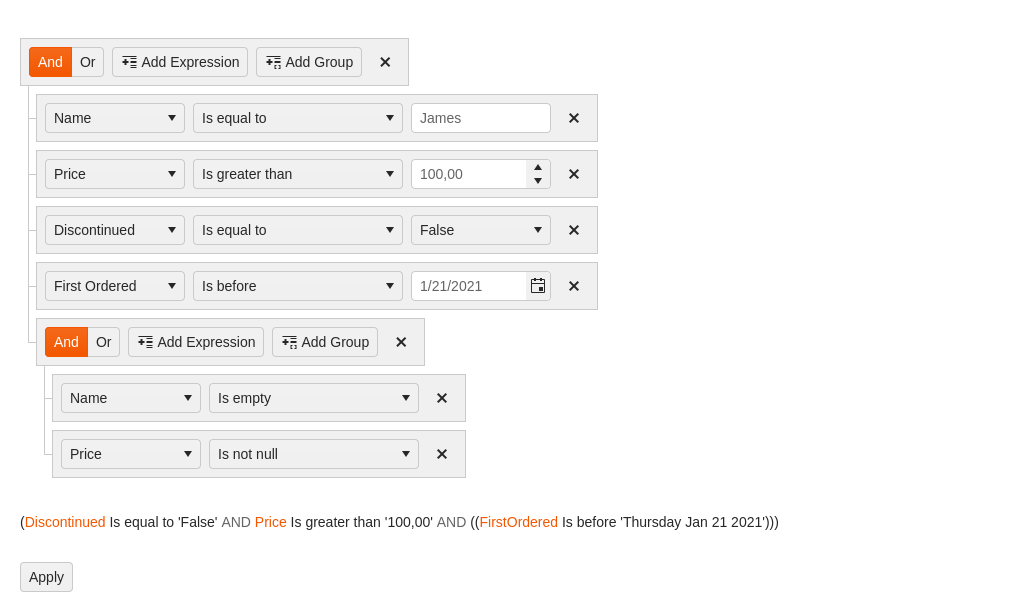 And Or Add Expression Add Group
Name Is equal to James
Price Is greater than 100,00
Discontinued Is equal to False
First Ordered Is before 1/21/2021
And Or Add Expression Add Group
Name Is empty
Price Is not null
(Discontinued Is equal to 'False' AND Price Is greater than '100,00' AND ((FirstOrdered Is before 'Thursday Jan 21 2021')))
Apply